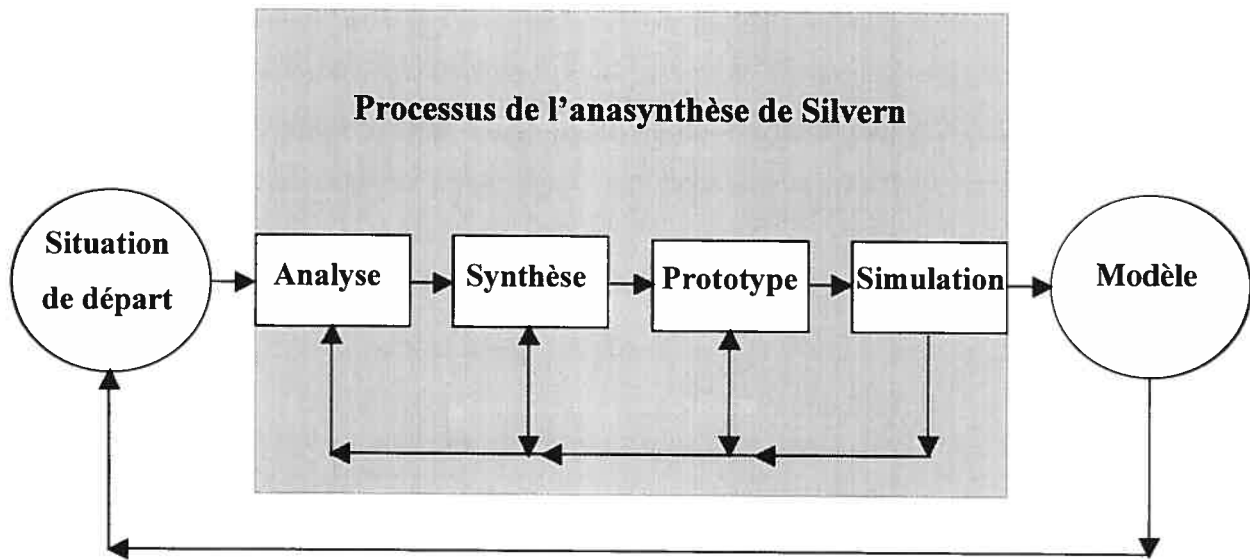 Processus de l'anasynthèse de Silvern
Situation
de départ
Analyse
Synthèse
Prototype
Simulation
Modèle